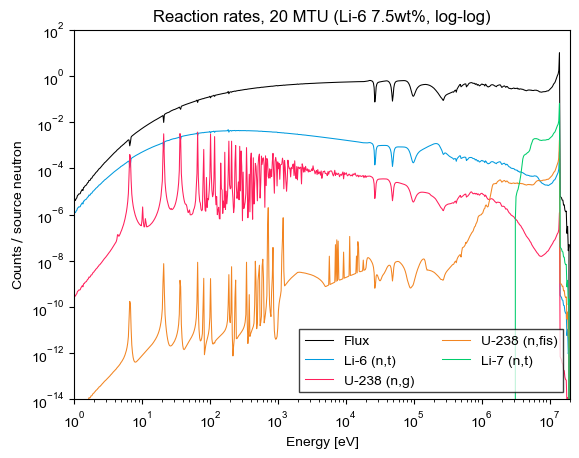 Reaction rates, 20 MTU (Li-6 7.5wt%, log-log)
Counts / source neutron
10^2
10^0
10^−2
10^−4
10^−6
10^−8
10^−10
10^−12
10^−14
Flux
Li-6 (n,t)
U-238 (n,g)
U-238 (n,fis)
Li-7 (n,t)
10^0 10^1 10^2 10^3 10^4 10^5 10^6 10^7
Energy [eV]